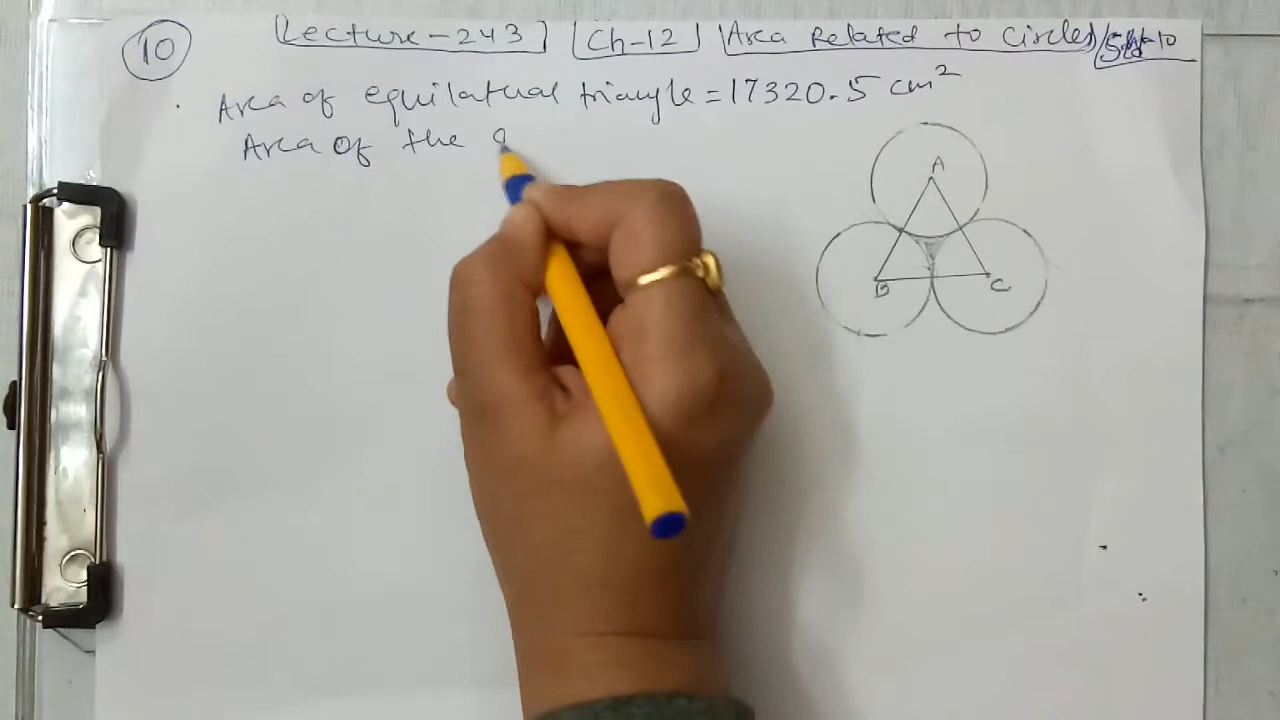 10
Lecture-243 Ch-12 Area Related to Circles
Area of equilateral triangle = 17320.5 cm²
Area of the
A
B
C